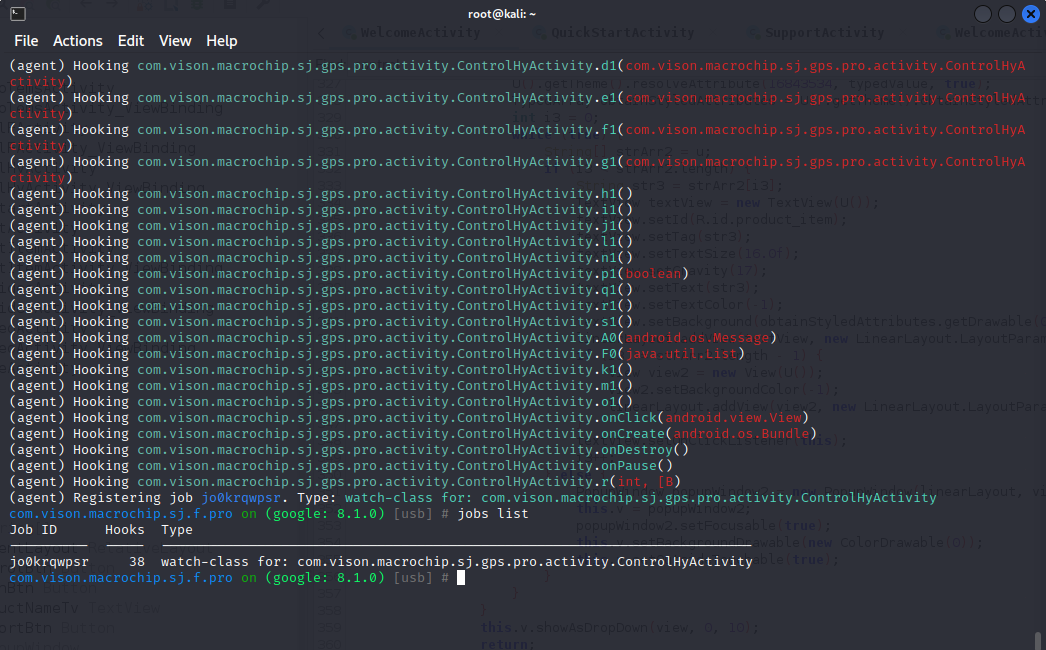 root@kali: ~
File Actions Edit View Help
(agent) Hooking com.vison.macrochip.sj.gps.pro.activity.ControlHyActivity.d1(com.vison.macrochip.sj.gps.pro.activity.ControlHyA
ctivity)
(agent) Hooking com.vison.macrochip.sj.gps.pro.activity.ControlHyActivity.e1(com.vison.macrochip.sj.gps.pro.activity.ControlHyA
ctivity)
(agent) Hooking com.vison.macrochip.sj.gps.pro.activity.ControlHyActivity.f1(com.vison.macrochip.sj.gps.pro.activity.ControlHyA
ctivity)
(agent) Hooking com.vison.macrochip.sj.gps.pro.activity.ControlHyActivity.g1(com.vison.macrochip.sj.gps.pro.activity.ControlHyA
ctivity)
(agent) Hooking com.vison.macrochip.sj.gps.pro.activity.ControlHyActivity.h1()
(agent) Hooking com.vison.macrochip.sj.gps.pro.activity.ControlHyActivity.i1()
(agent) Hooking com.vison.macrochip.sj.gps.pro.activity.ControlHyActivity.j1()
(agent) Hooking com.vison.macrochip.sj.gps.pro.activity.ControlHyActivity.l1()
(agent) Hooking com.vison.macrochip.sj.gps.pro.activity.ControlHyActivity.n1()
(agent) Hooking com.vison.macrochip.sj.gps.pro.activity.ControlHyActivity.p1(boolean)
(agent) Hooking com.vison.macrochip.sj.gps.pro.activity.ControlHyActivity.q1()
(agent) Hooking com.vison.macrochip.sj.gps.pro.activity.ControlHyActivity.r1()
(agent) Hooking com.vison.macrochip.sj.gps.pro.activity.ControlHyActivity.s1()
(agent) Hooking com.vison.macrochip.sj.gps.pro.activity.ControlHyActivity.A0(android.os.Message)
(agent) Hooking com.vison.macrochip.sj.gps.pro.activity.ControlHyActivity.F0(java.util.List)
(agent) Hooking com.vison.macrochip.sj.gps.pro.activity.ControlHyActivity.k1()
(agent) Hooking com.vison.macrochip.sj.gps.pro.activity.ControlHyActivity.m1()
(agent) Hooking com.vison.macrochip.sj.gps.pro.activity.ControlHyActivity.o1()
(agent) Hooking com.vison.macrochip.sj.gps.pro.activity.ControlHyActivity.onClick(android.view.View)
(agent) Hooking com.vison.macrochip.sj.gps.pro.activity.ControlHyActivity.onCreate(android.os.Bundle)
(agent) Hooking com.vison.macrochip.sj.gps.pro.activity.ControlHyActivity.onDestroy()
(agent) Hooking com.vison.macrochip.sj.gps.pro.activity.ControlHyActivity.onPause()
(agent) Hooking com.vison.macrochip.sj.gps.pro.activity.ControlHyActivity.r(int, [B)
(agent) Registering job jo0krqwpsr. Type: watch-class for: com.vison.macrochip.sj.gps.pro.activity.ControlHyActivity
com.vison.macrochip.sj.f.pro on (google: 8.1.0) [usb] # jobs list
Job ID Hooks Type
jo0krqwpsr 38 watch-class for: com.vison.macrochip.sj.gps.pro.activity.ControlHyActivity
com.vison.macrochip.sj.f.pro on (google: 8.1.0) [usb] #